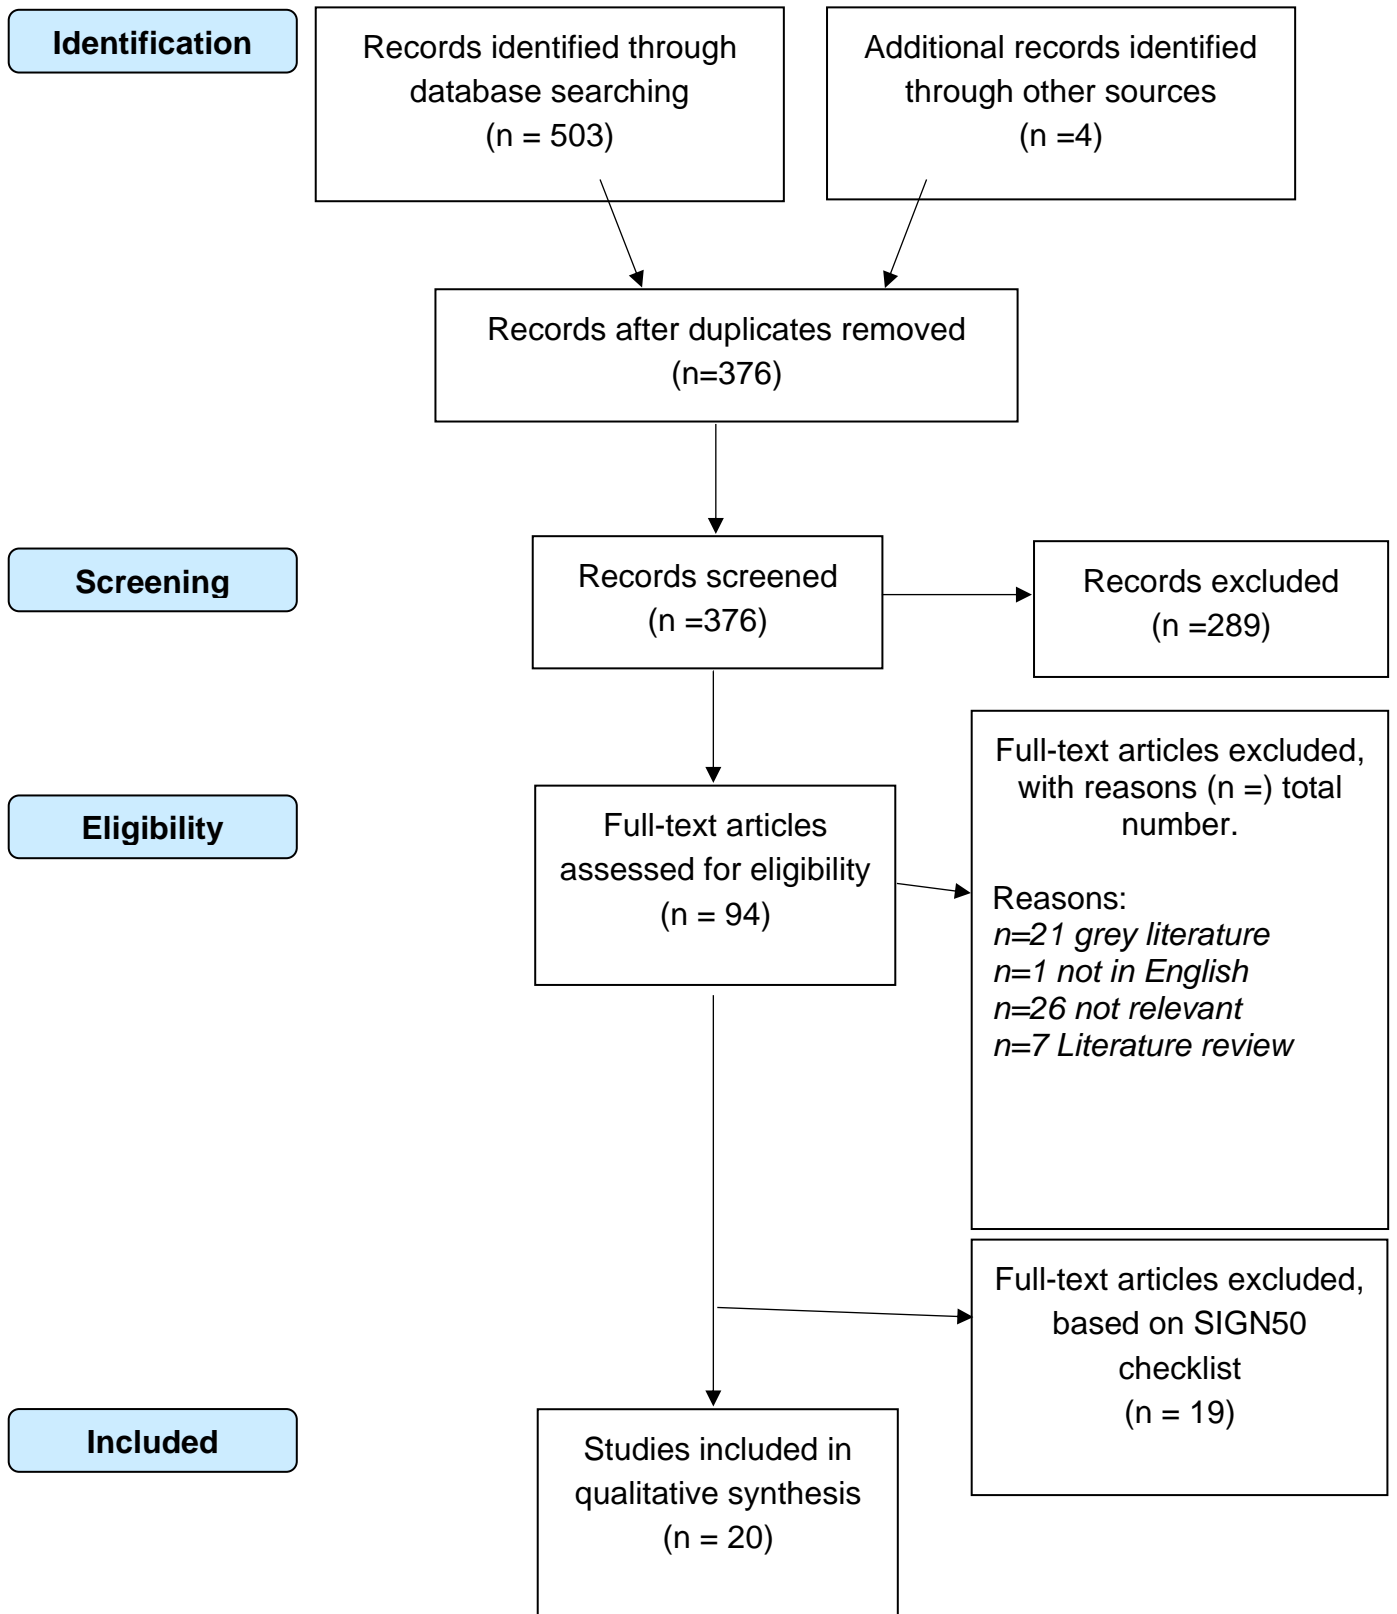 Identification
Records identified through
database searching
(n = 503)
Additional records identified
through other sources
(n =4)
Records after duplicates removed
(n=376)
Screening
Records screened
(n =376)
Records excluded
(n =289)
Eligibility
Full-text articles
assessed for eligibility
(n = 94)
Full-text articles excluded,
with reasons (n =) total
number.
Reasons:
n=21 grey literature
n=1 not in English
n=26 not relevant
n=7 Literature review
Full-text articles excluded,
based on SIGN50
checklist
(n = 19)
Included
Studies included in
qualitative synthesis
(n = 20)